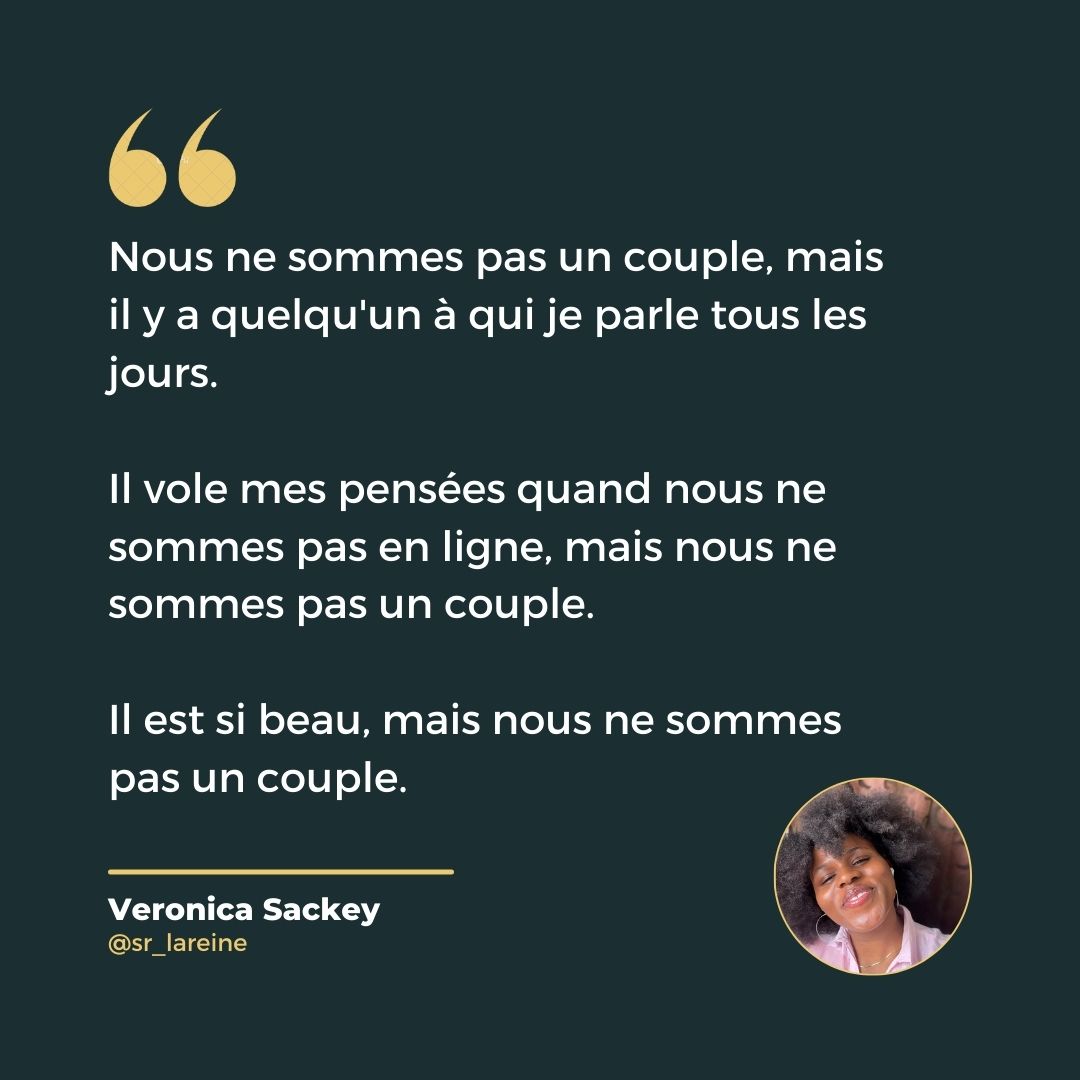 Nous ne sommes pas un couple, mais
il y a quelqu'un à qui je parle tous les
jours.
Il vole mes pensées quand nous ne
sommes pas en ligne, mais nous ne
sommes pas un couple.
Il est si beau, mais nous ne sommes
pas un couple.
Veronica Sackey
@sr_lareine